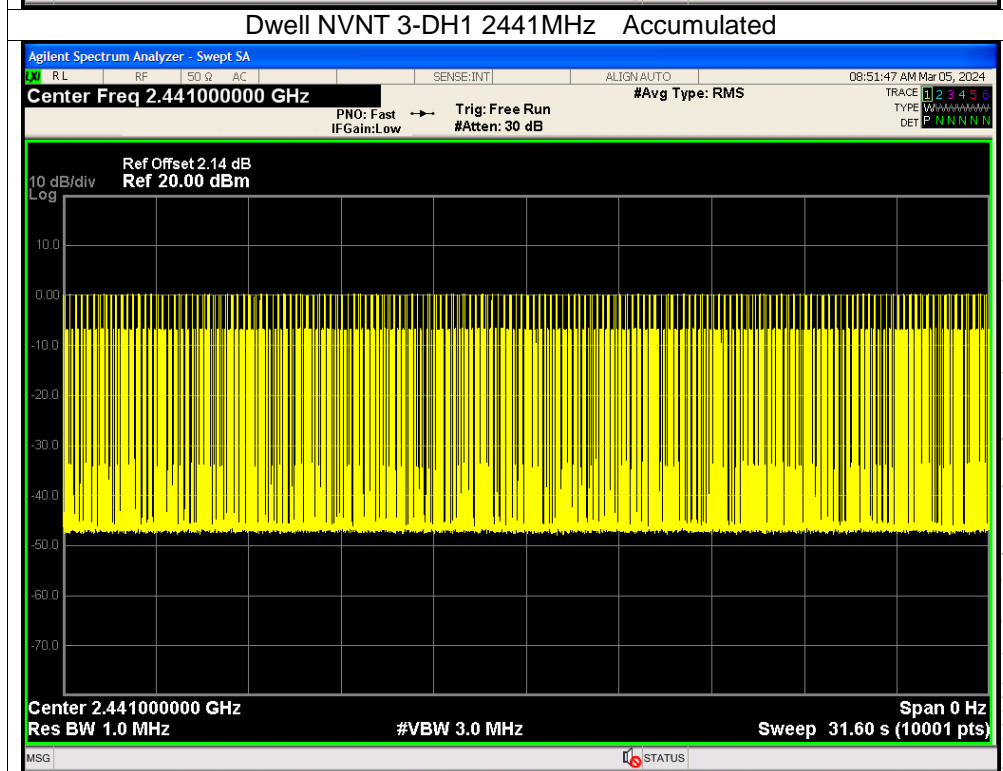 Dwell NVNT 3-DH1 2441MHz Accumulated
Agilent Spectrum Analyzer - Swept SA
LXI RL RF 50 Ω AC SENSE:INT ALIGN AUTO 08:51:47 AM Mar 05, 2024
Center Freq 2.441000000 GHz #Avg Type: RMS TRACE 1 2 3 4 5 6
PNO: Fast Trig: Free Run TYPE WWWWWW
IFGain:Low #Atten: 30 dB DET P N N N N N
Ref Offset 2.14 dB
10 dB/div Ref 20.00 dBm
Log
10.0
0.00
-10.0
-20.0
-30.0
-40.0
-50.0
-60.0
-70.0
Center 2.441000000 GHz Span 0 Hz
Res BW 1.0 MHz #VBW 3.0 MHz Sweep 31.60 s (10001 pts)
MSG STATUS